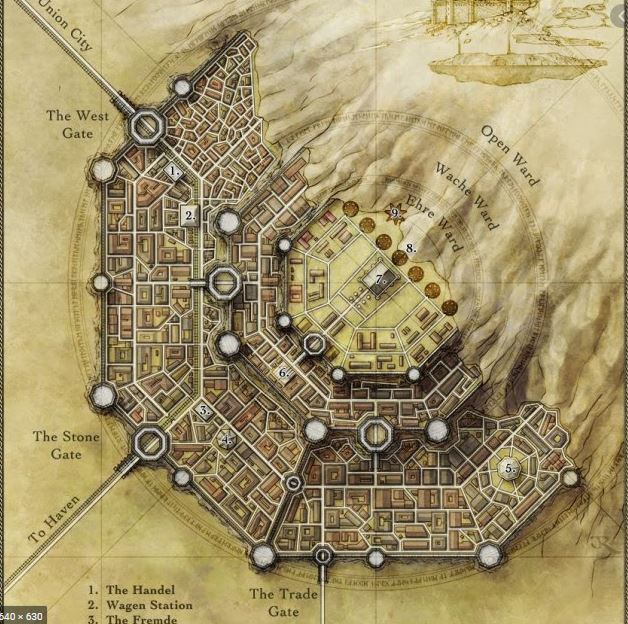 Union City
The West
Gate
Open Ward
Wache Ward
Ehre Ward
1.
2.
9.
8.
7.
6.
3.
4.
5.
The Stone
Gate
To Haven
The Trade
Gate
1. The Handel
2. Wagen Station
3. The Fremde
640 × 630